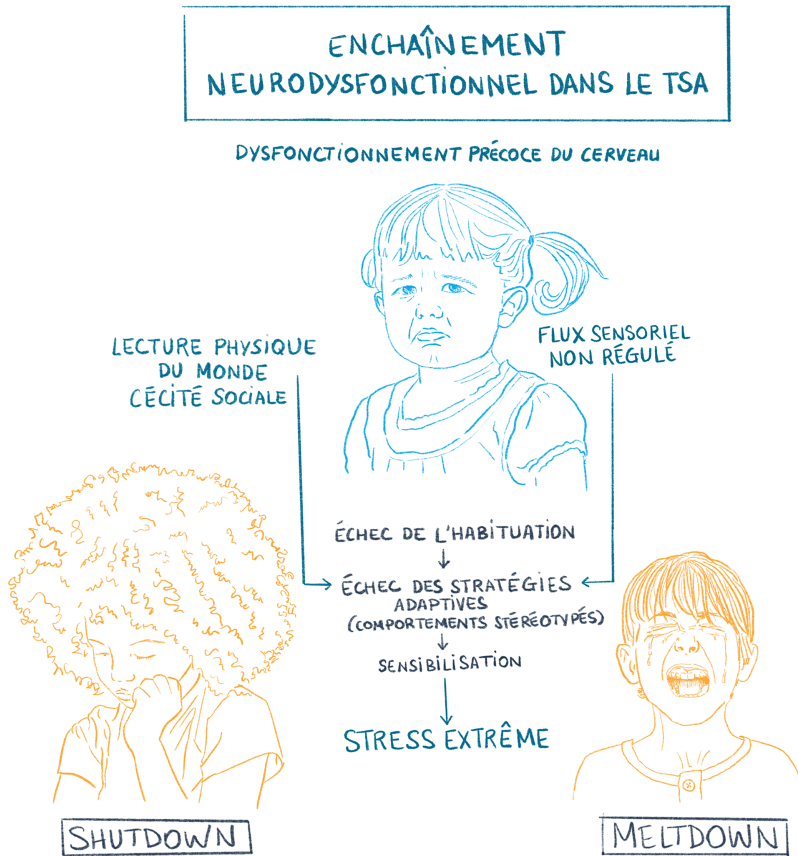 ENCHAÎNEMENT
NEURODYSFONCTIONNEL DANS LE TSA
DYSFONCTIONNEMENT PRÉCOCE DU CERVEAU
LECTURE PHYSIQUE
DU MONDE
CÉCITÉ SOCIALE
FLUX SENSORIEL
NON RÉGULÉ
ÉCHEC DE L'HABITUATION
ÉCHEC DES STRATÉGIES
ADAPTIVES
(COMPORTEMENTS STÉRÉOTYPÉS)
SENSIBILISATION
STRESS EXTRÊME
SHUTDOWN
MELTDOWN